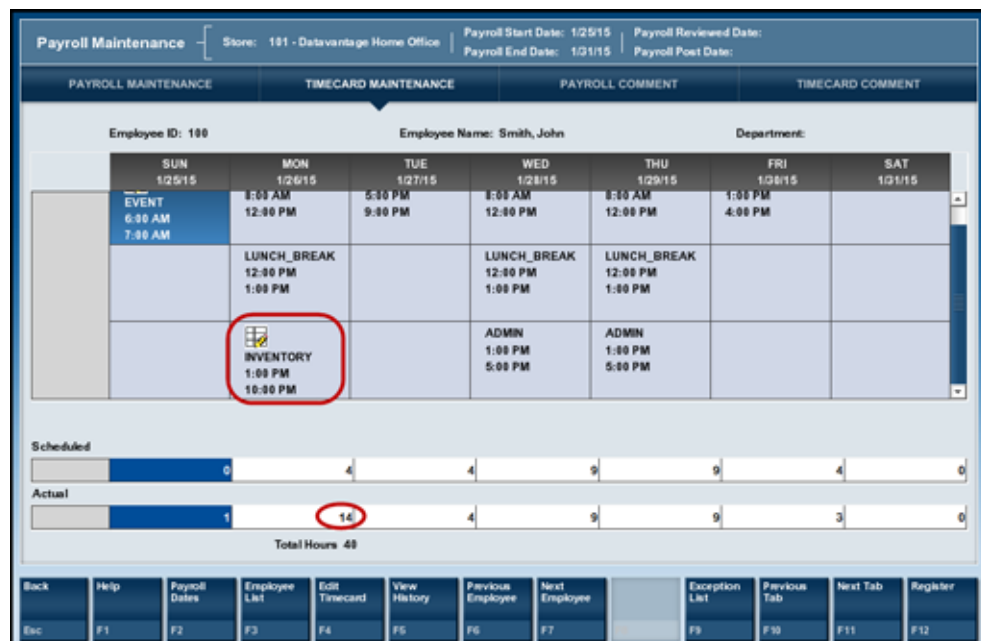 Payroll Maintenance
Store: 101 - Datavantage Home Office
Payroll Start Date: 1/25/15
Payroll End Date: 1/31/15
Payroll Reviewed Date:
Payroll Post Date:
PAYROLL MAINTENANCE TIMECARD MAINTENANCE PAYROLL COMMENT TIMECARD COMMENT
Employee ID: 100 Employee Name: Smith, John Department:
SUN MON TUE WED THU FRI SAT
1/25/15 1/26/15 1/27/15 1/28/15 1/29/15 1/30/15 1/31/15
EVENT
6:00 AM
7:00 AM
8:00 AM
12:00 PM
5:00 PM
9:00 PM
8:00 AM
12:00 PM
8:00 AM
12:00 PM
1:00 PM
4:00 PM
LUNCH_BREAK
12:00 PM
1:00 PM
LUNCH_BREAK
12:00 PM
1:00 PM
LUNCH_BREAK
12:00 PM
1:00 PM
INVENTORY
1:00 PM
10:00 PM
ADMIN
1:00 PM
5:00 PM
ADMIN
1:00 PM
5:00 PM
Scheduled
0 4 4 9 9 4 0
Actual
1 14 4 9 9 3 0
Total Hours 40
Back
Esc
Help
F1
Payroll
Dates
F2
Employee
List
F3
Edit
Timecard
F4
View
History
F5
Previous
Employee
F6
Next
Employee
F7
Exception
List
F9
Previous
Tab
F10
Next Tab
F11
Register
F12